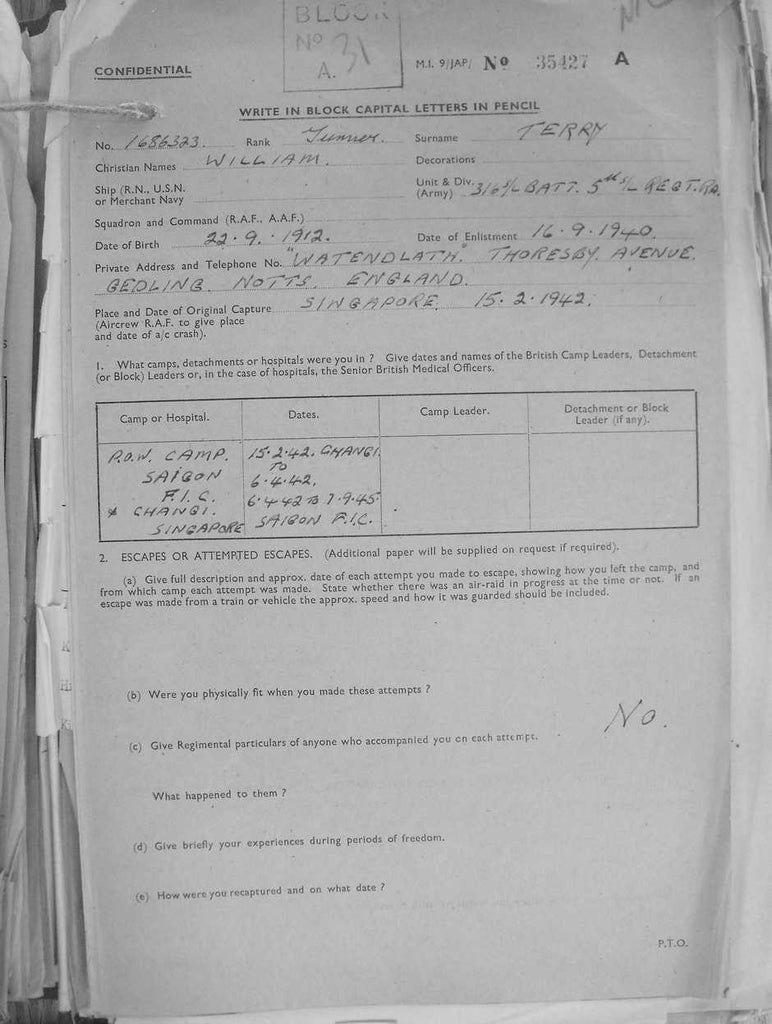 BLOCK
No
A. 31
CONFIDENTIAL
M.I. 9/JAP/ No 35427 A
WRITE IN BLOCK CAPITAL LETTERS IN PENCIL
No. 1686323. Rank Gunner. Surname TERRY
Christian Names WILLIAM. Decorations
Ship (R.N., U.S.N. or Merchant Navy
Unit & Div. (Army) 316 S/L BATT. 5th S/L REGT. RA.
Squadron and Command (R.A.F., A.A.F.)
Date of Birth 22.9.1912. Date of Enlistment 16.9.1940.
Private Address and Telephone No. "WATENDLATH." THORESBY AVENUE.
GEDLING. NOTTS. ENGLAND.
Place and Date of Original Capture SINGAPORE. 15.2.1942.
(Aircrew R.A.F. to give place
and date of a/c crash).
1. What camps, detachments or hospitals were you in ? Give dates and names of the British Camp Leaders, Detachment
(or Block) Leaders or, in the case of hospitals, the Senior British Medical Officers.
Camp or Hospital. Dates. Camp Leader. Detachment or Block
Leader (if any).
P.O.W. CAMP. 15.2.42. CHANGI.
TO
SAIGON 6.4.42.
F.I.C. 6.4.42 TO 7.9.45
* CHANGI.
SINGAPORE SAIGON F.I.C.
2. ESCAPES OR ATTEMPTED ESCAPES. (Additional paper will be supplied on request if required).
(a) Give full description and approx. date of each attempt you made to escape, showing how you left the camp, and
from which camp each attempt was made. State whether there was an air-raid in progress at the time or not. If an
escape was made from a train or vehicle the approx. speed and how it was guarded should be included.
(b) Were you physically fit when you made these attempts ?
No.
(c) Give Regimental particulars of anyone who accompanied you on each attempt.
What happened to them ?
(d) Give briefly your experiences during periods of freedom.
(e) How were you recaptured and on what date ?
P.T.O.